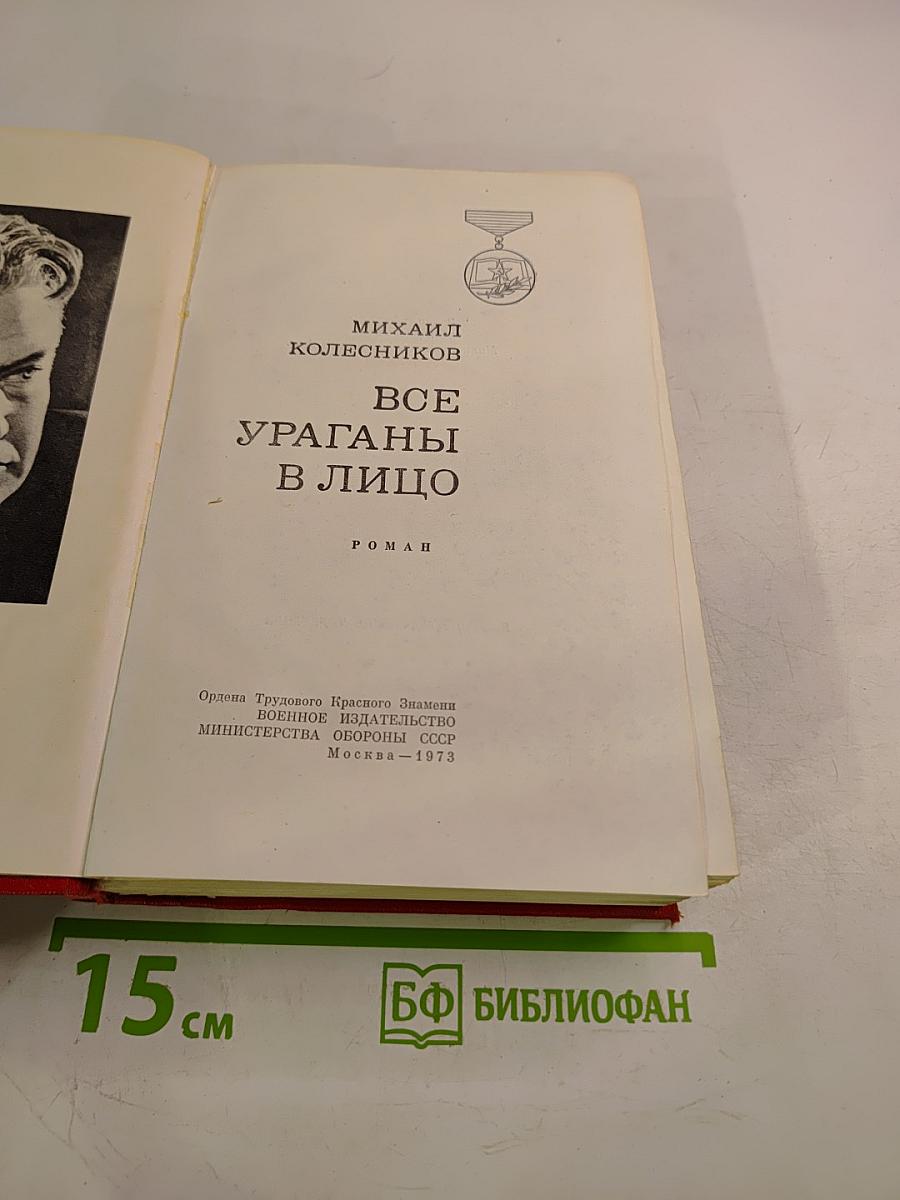 МИХАИЛ
КОЛЕСНИКОВ
ВСЕ
УРАГАНЫ
В ЛИЦО
РОМАН
Ордена Трудового Красного Знамени
ВОЕННОЕ ИЗДАТЕЛЬСТВО
МИНИСТЕРСТВА ОБОРОНЫ СССР
Москва — 1973
15 см
БФ БИБЛИОФАН